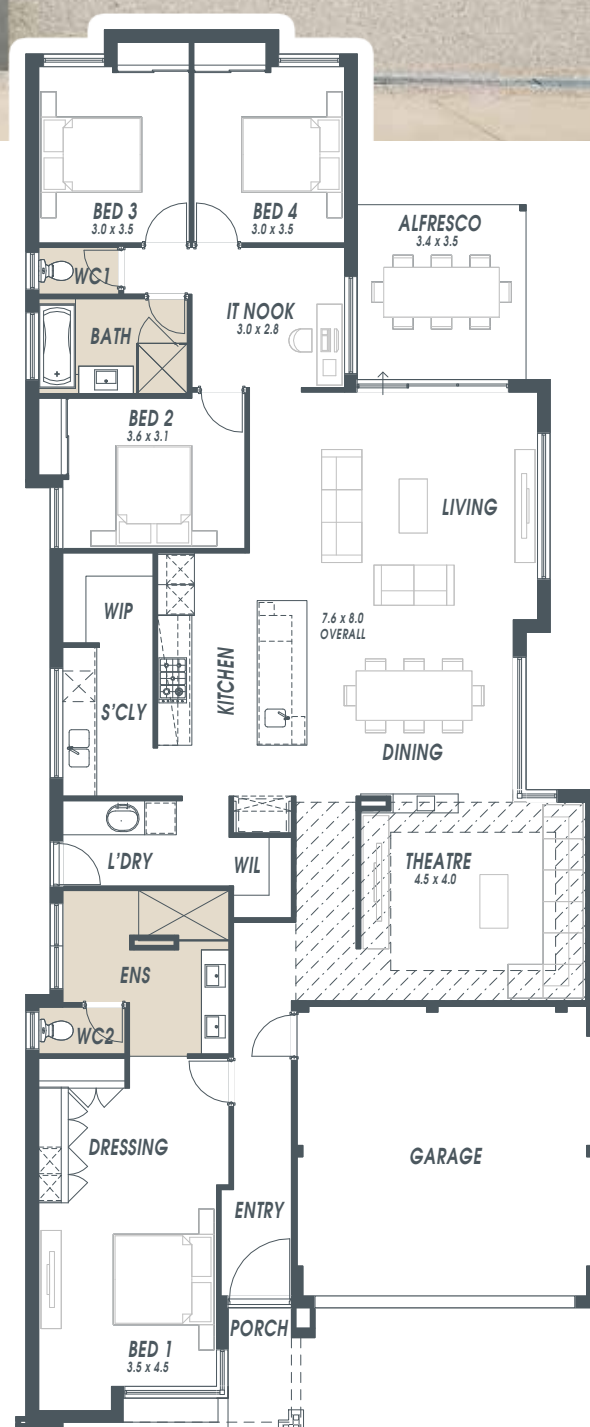 BED 3
3.0 x 3.5
BED 4
3.0 x 3.5
ALFRESCO
3.4 x 3.5
WC1
IT NOOK
3.0 x 2.8
BATH
BED 2
3.6 x 3.1
LIVING
WIP
7.6 x 8.0
OVERALL
KITCHEN
S'CLY
DINING
L'DRY
WIL
THEATRE
4.5 x 4.0
ENS
WC2
DRESSING
GARAGE
ENTRY
PORCH
BED 1
3.5 x 4.5